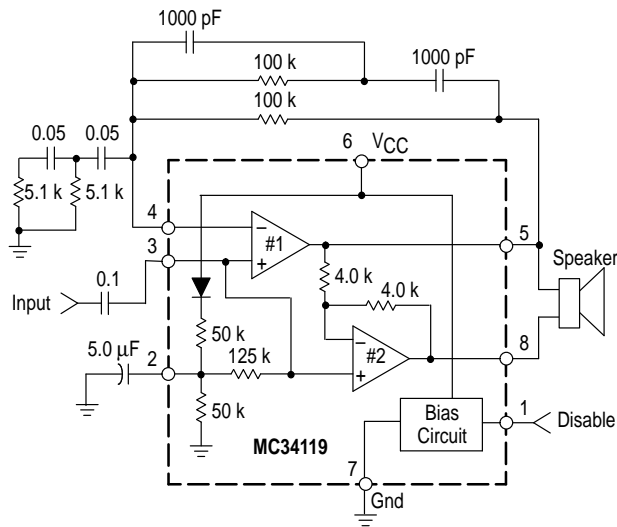 1000 pF
100 k
1000 pF
100 k
0.05
0.05
5.1 k
5.1 k
6
VCC
4
−
#1
+
3
5
Speaker
4.0 k
4.0 k
Input
0.1
50 k
5.0 μF
2
125 k
−
#2
+
8
50 k
Bias
Circuit
1
Disable
MC34119
7
Gnd